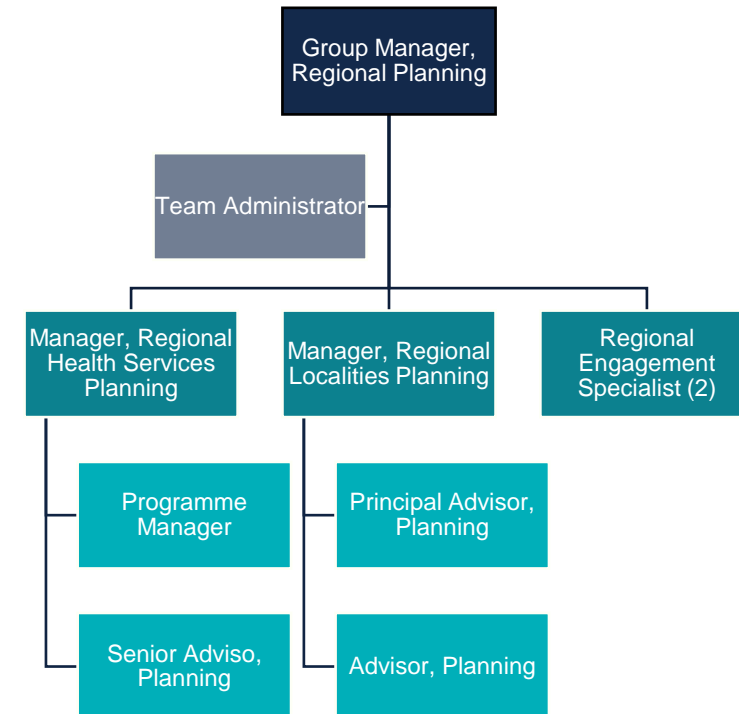 Group Manager,
Regional Planning
Team Administrator
Manager, Regional
Health Services
Planning
Manager, Regional
Localities Planning
Regional
Engagement
Specialist (2)
Programme
Manager
Principal Advisor,
Planning
Senior Adviso,
Planning
Advisor, Planning